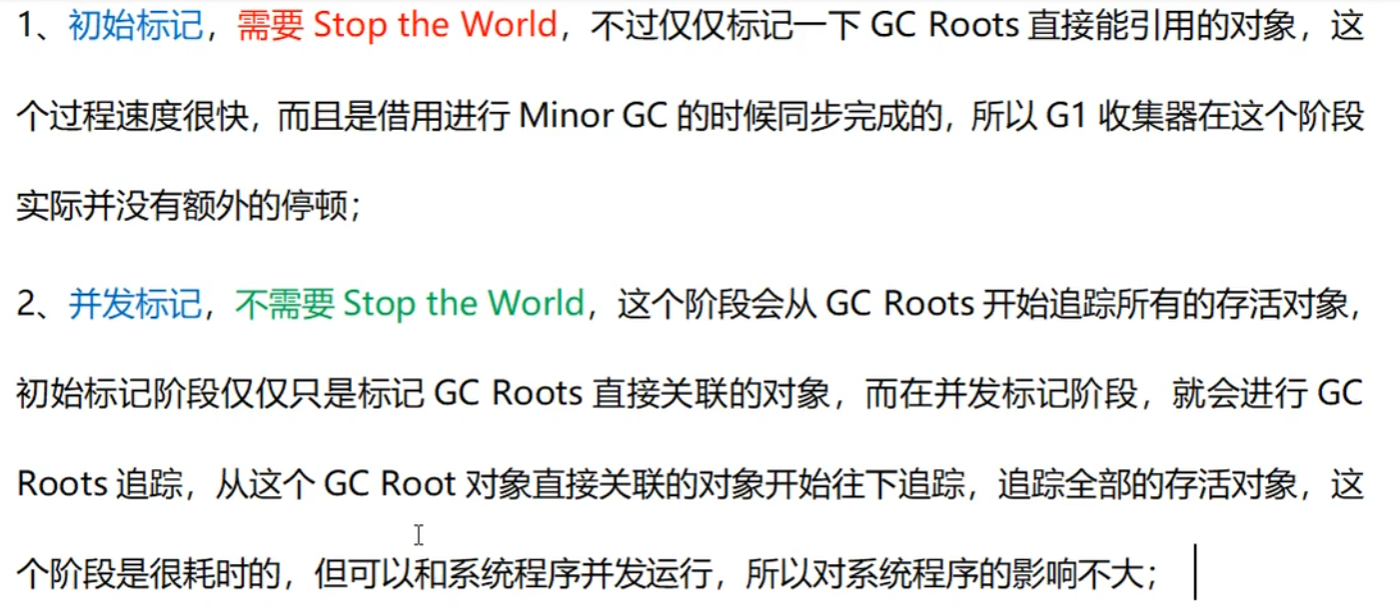 1、初始标记，需要 Stop the World，不过仅仅标记一下 GC Roots 直接能引用的对象，这
个过程速度很快，而且是借用进行 Minor GC 的时候同步完成的，所以 G1 收集器在这个阶段
实际并没有额外的停顿；
2、并发标记，不需要 Stop the World，这个阶段会从 GC Roots 开始追踪所有的存活对象，
初始标记阶段仅仅只是标记 GC Roots 直接关联的对象，而在并发标记阶段，就会进行 GC
Roots 追踪，从这个 GC Root 对象直接关联的对象开始往下追踪，追踪全部的存活对象，这
个阶段是很耗时的，但可以和系统程序并发运行，所以对系统程序的影响不大；